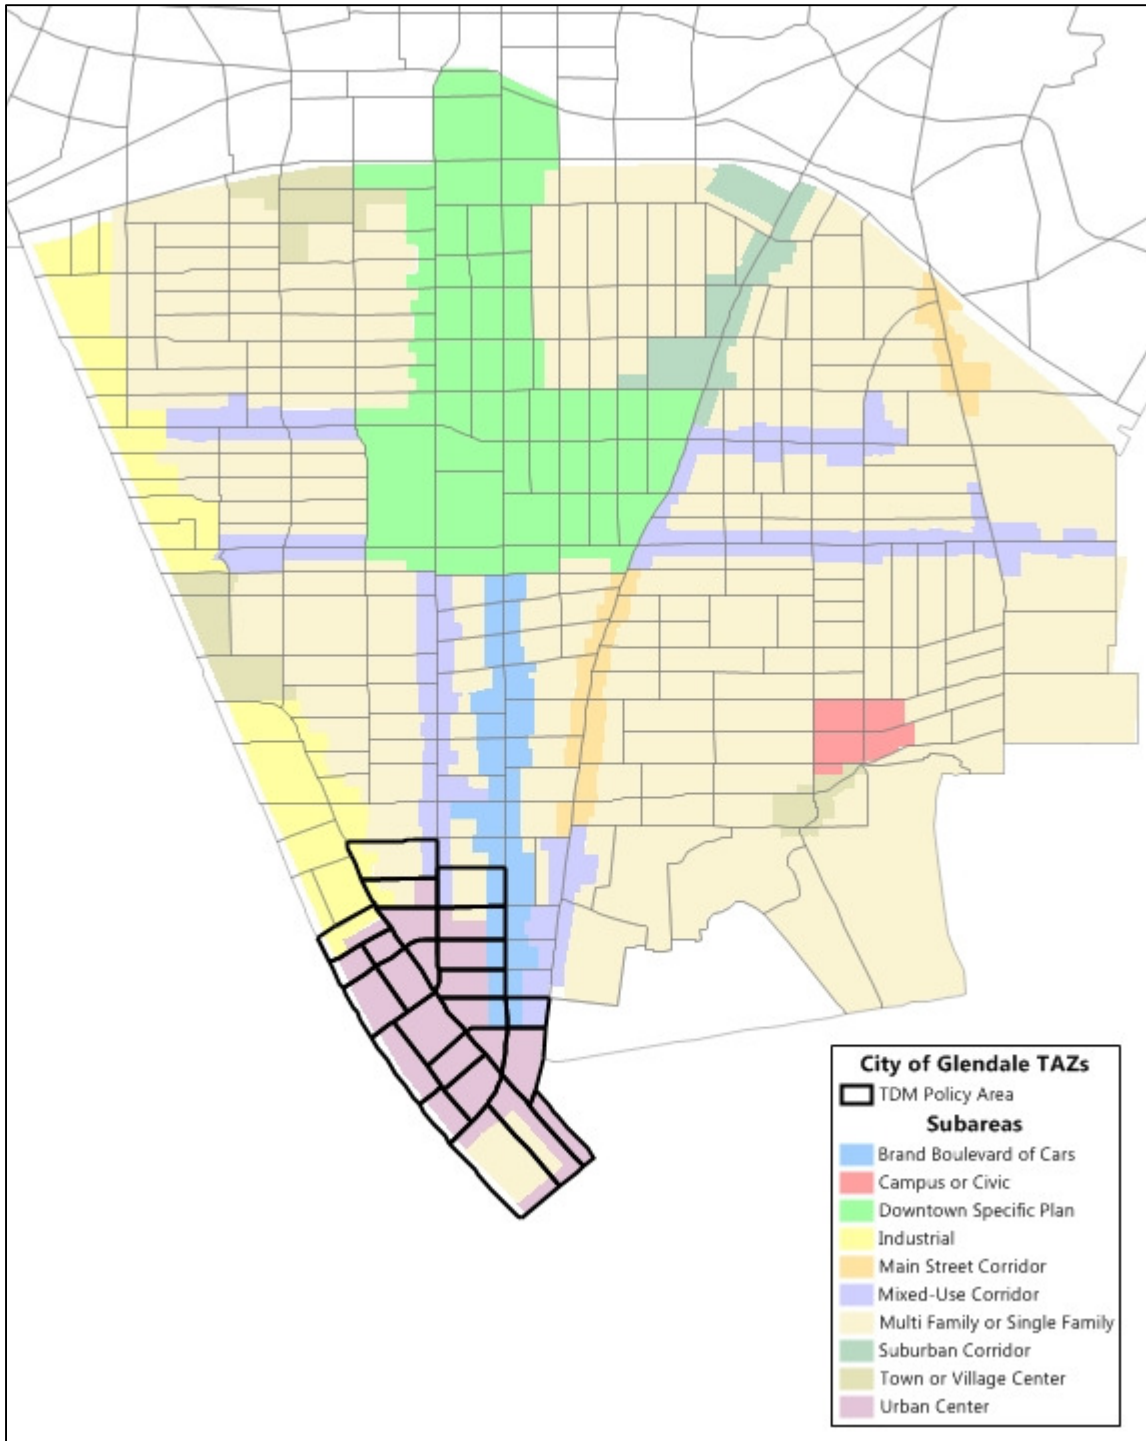 City of Glendale TAZs
TDM Policy Area
Subareas
Brand Boulevard of Cars
Campus or Civic
Downtown Specific Plan
Industrial
Main Street Corridor
Mixed-Use Corridor
Multi Family or Single Family
Suburban Corridor
Town or Village Center
Urban Center